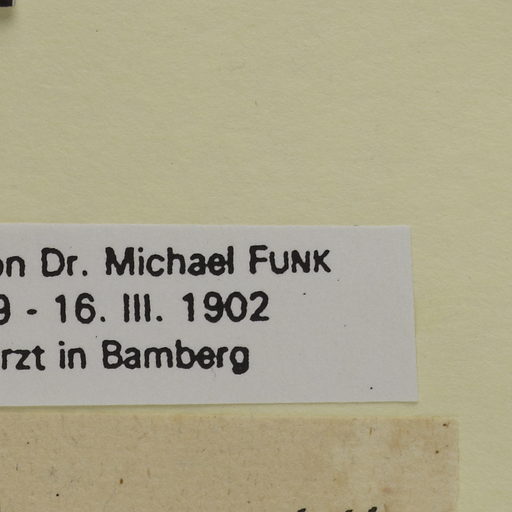 on Dr. Michael FUNK
9 - 16. III. 1902
rzt in Bamberg